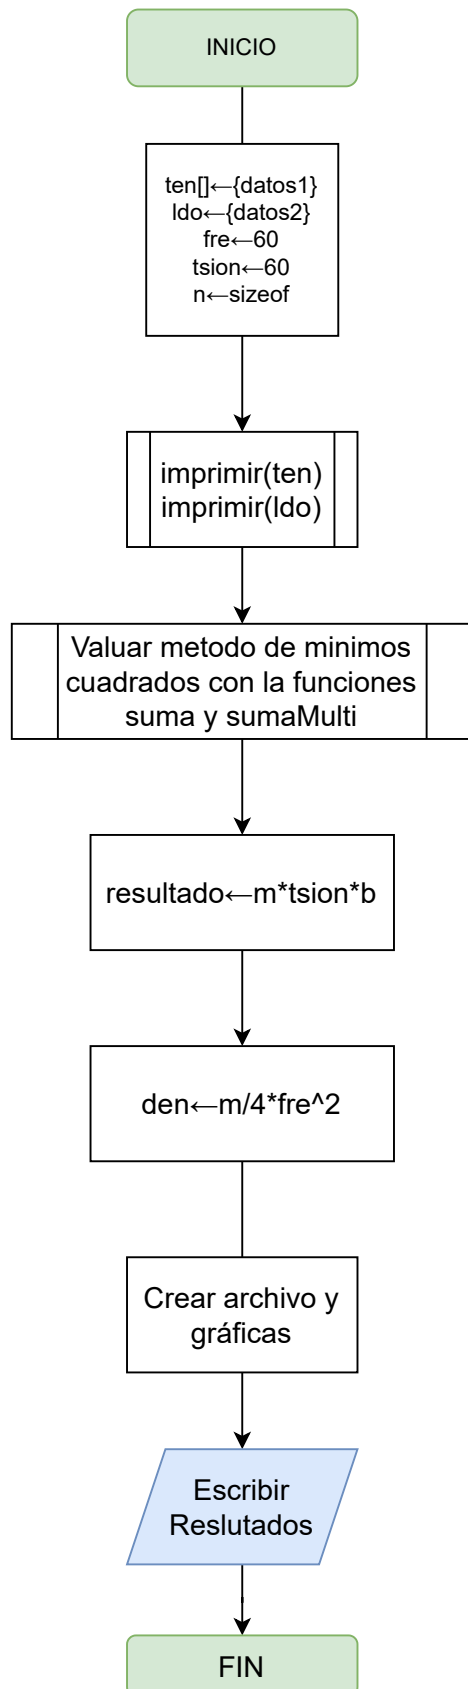 INICIO
ten[]←{datos1}
ldo←{datos2}
fre←60
tsion←60
n←sizeof
imprimir(ten)
imprimir(ldo)
Valuar metodo de minimos
cuadrados con la funciones
suma y sumaMulti
resultado←m*tsion*b
den←m/4*fre^2
Crear archivo y
gráficas
Escribir
Reslutados
FIN